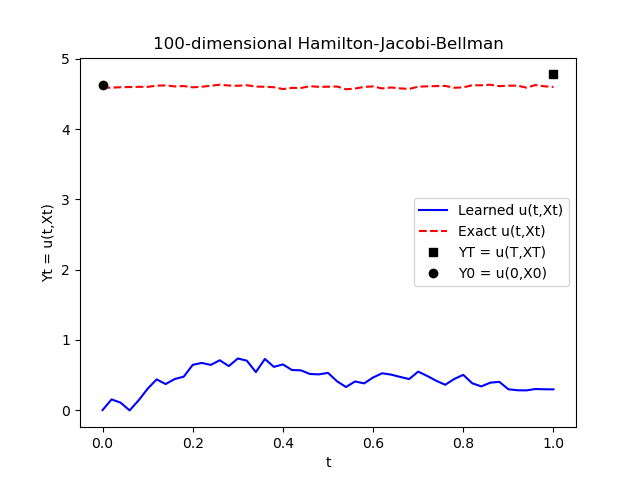 100-dimensional Hamilton-Jacobi-Bellman
5
4
3
2
1
0
Yt = u(t,Xt)
Learned u(t,Xt)
Exact u(t,Xt)
YT = u(T,XT)
Y0 = u(0,X0)
0.0 0.2 0.4 0.6 0.8 1.0
t